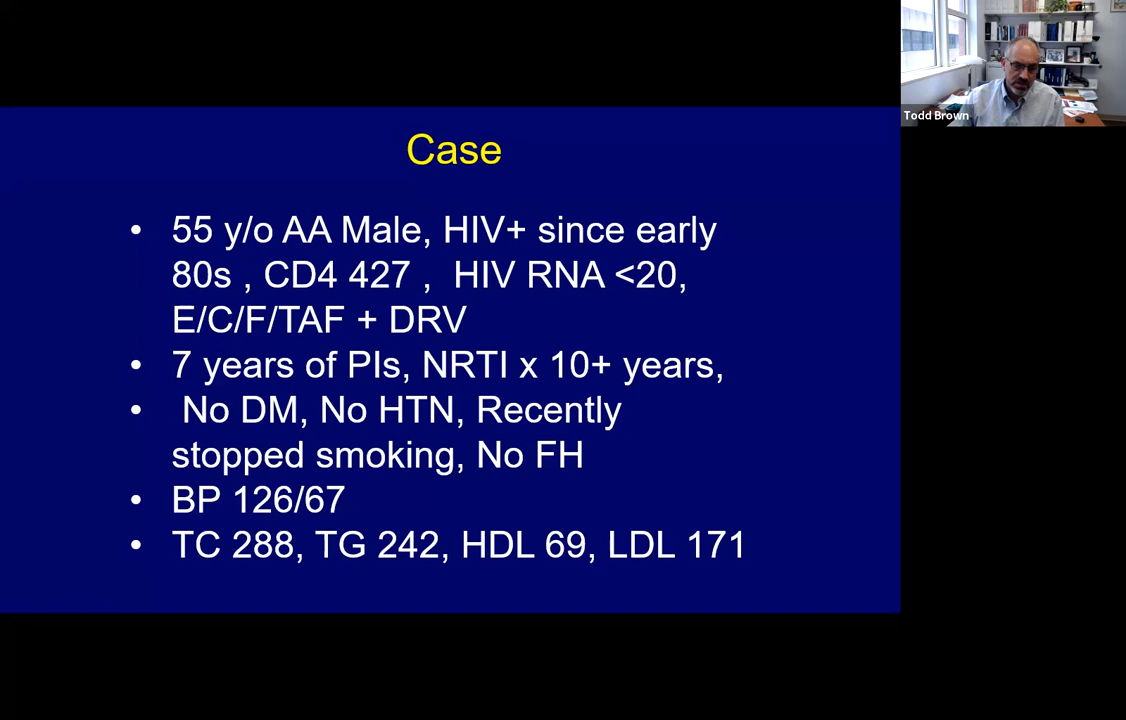 Todd Brown
Case
• 55 y/o AA Male, HIV+ since early
80s , CD4 427 , HIV RNA <20,
E/C/F/TAF + DRV
• 7 years of PIs, NRTI x 10+ years,
• No DM, No HTN, Recently
stopped smoking, No FH
• BP 126/67
• TC 288, TG 242, HDL 69, LDL 171